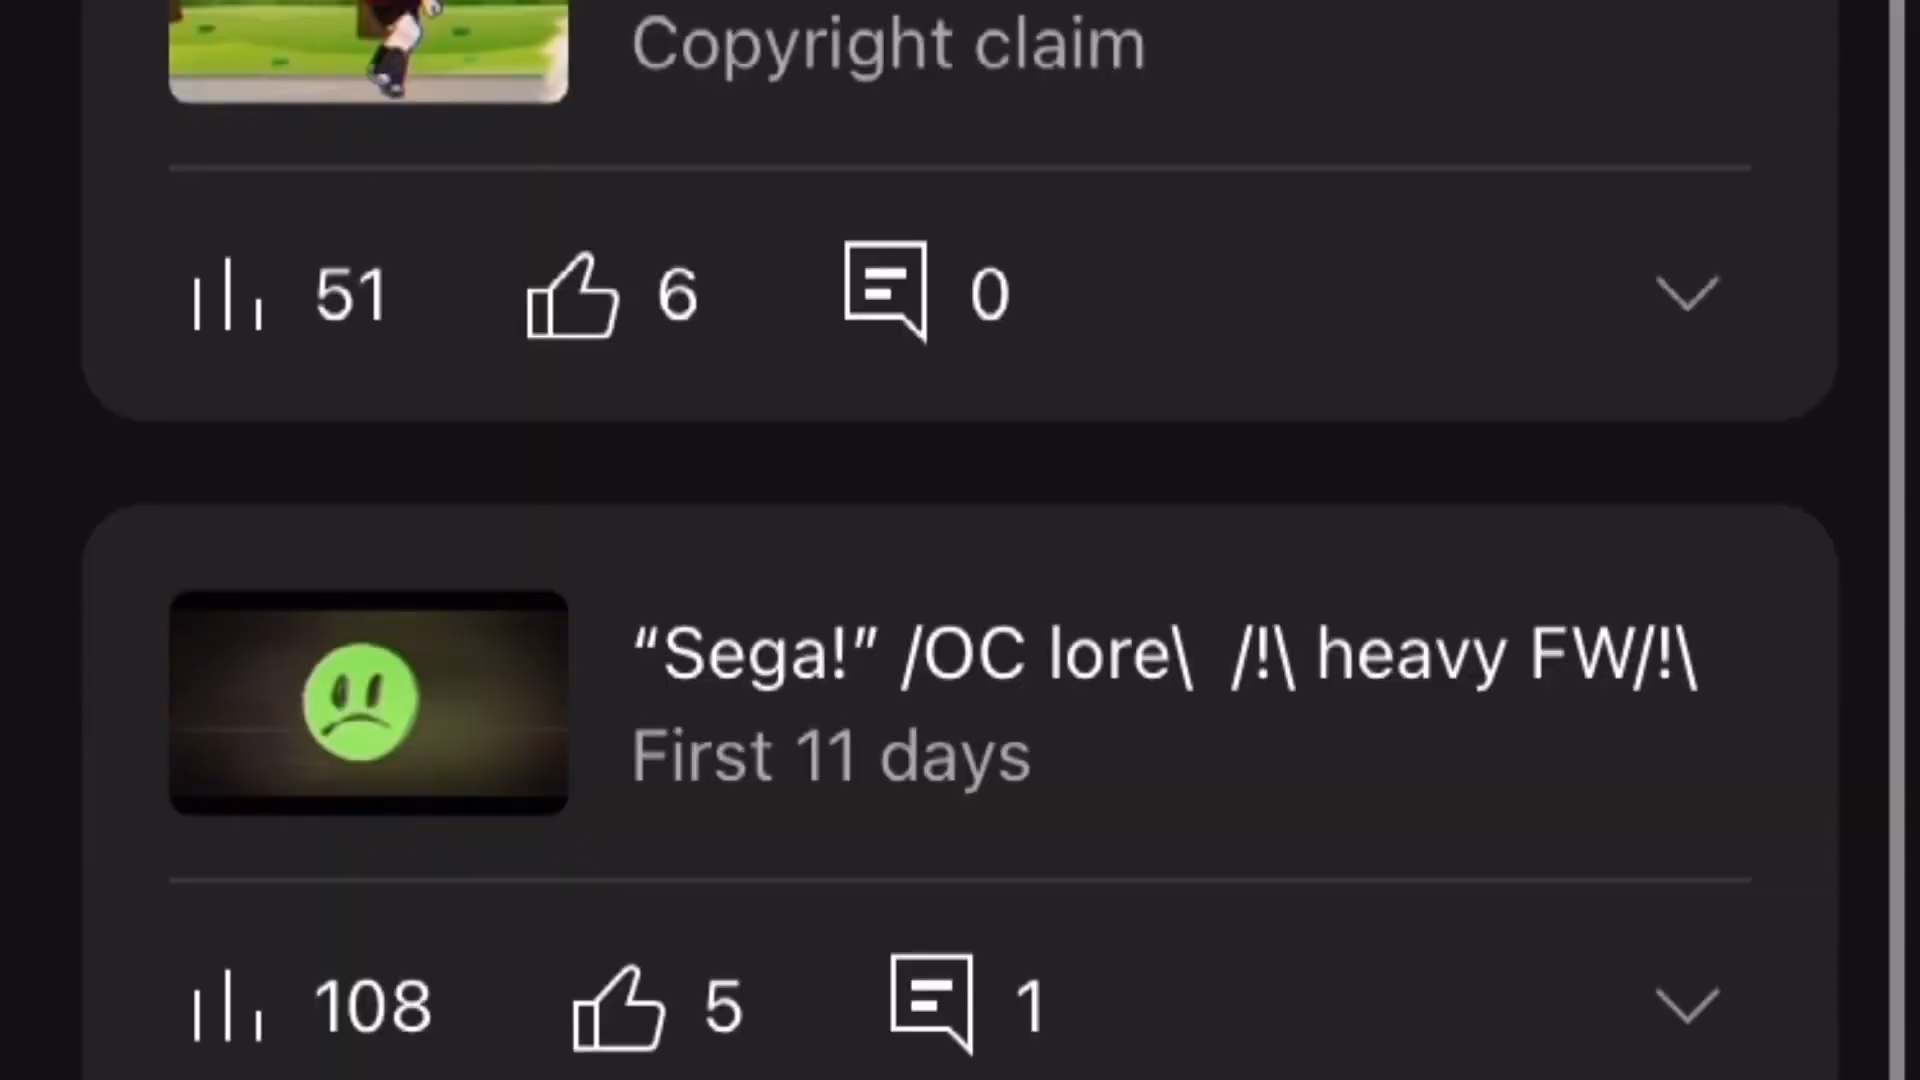 Copyright claim
51 6 0
“Sega!” /OC lore\ /!\ heavy FW/!\
First 11 days
108 5 1